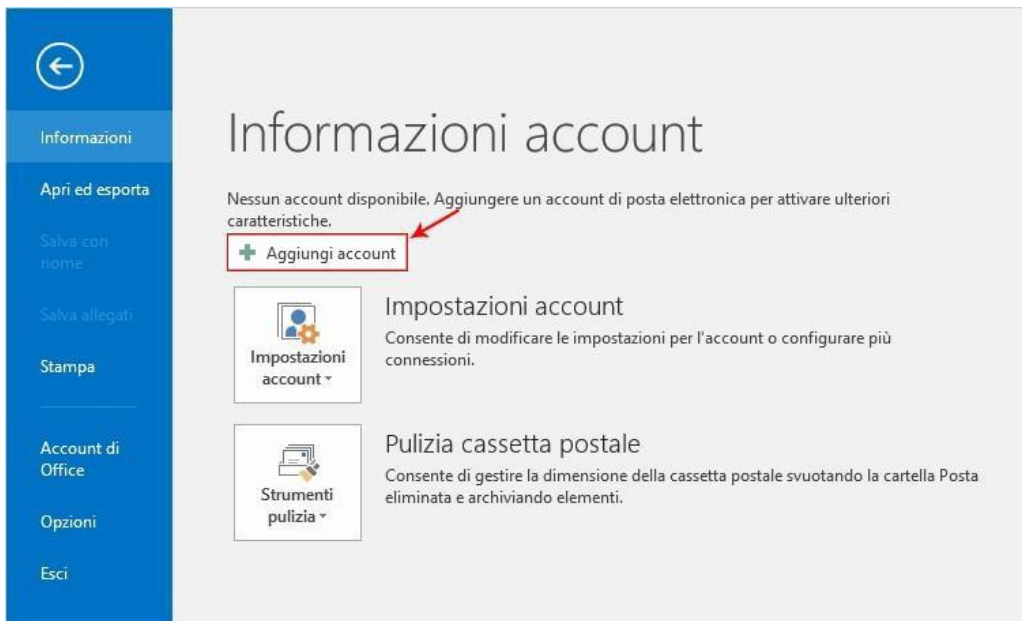 Informazioni
Apri ed esporta
Salva con
nome
Salva allegati
Stampa
Account di
Office
Opzioni
Esci
Informazioni account
Nessun account disponibile. Aggiungere un account di posta elettronica per attivare ulteriori
caratteristiche.
Aggiungi account
Impostazioni
account
Impostazioni account
Consente di modificare le impostazioni per l'account o configurare più
connessioni.
Strumenti
pulizia
Pulizia cassetta postale
Consente di gestire la dimensione della cassetta postale svuotando la cartella Posta
eliminata e archiviando elementi.